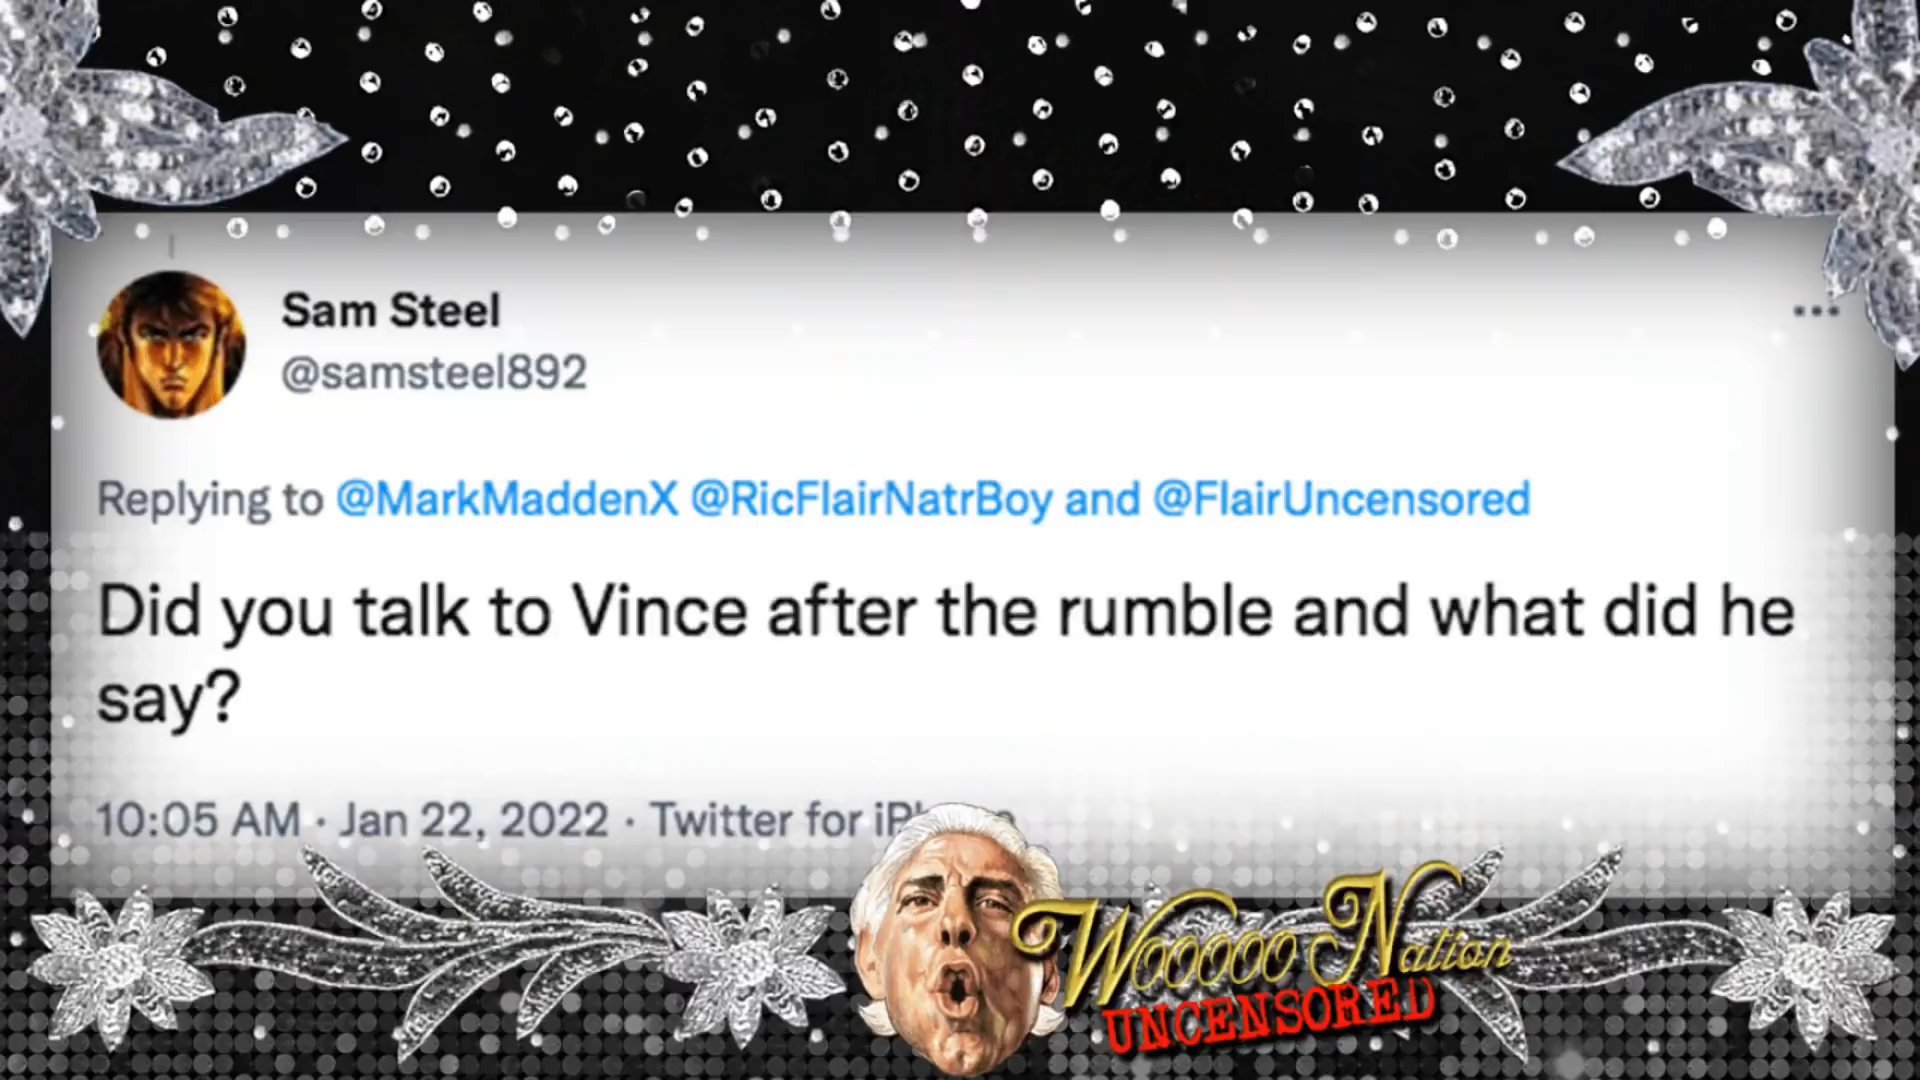 Sam Steel
@samsteel892
Replying to @MarkMaddenX @RicFlairNatrBoy and @FlairUncensored
Did you talk to Vince after the rumble and what did he
say?
10:05 AM · Jan 22, 2022 · Twitter for
Wooooo Nation
UNCENSORED